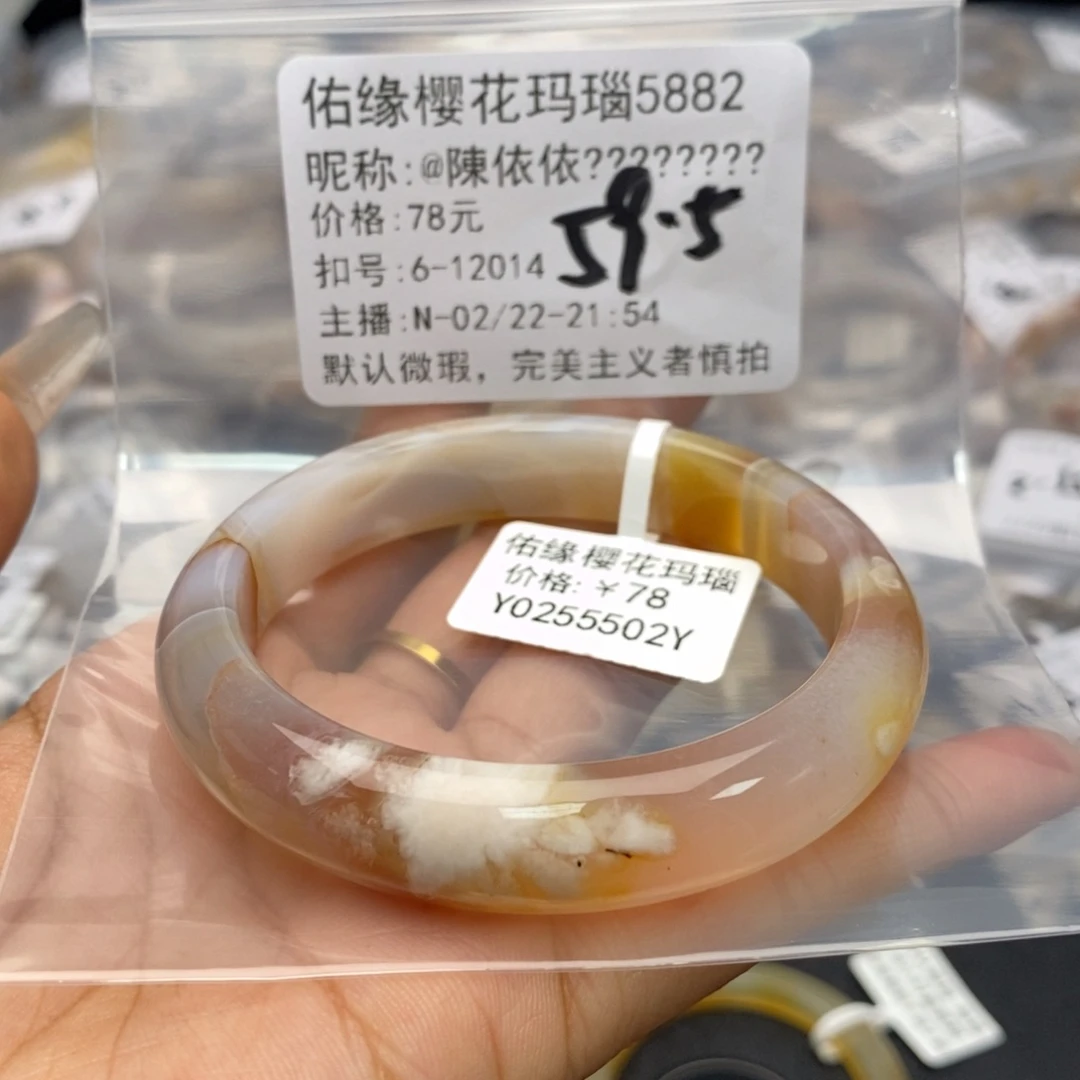 佑缘樱花玛瑙5882
昵称:@陳依依????????
价格:78元
59.5
扣号:6-12014
主播:N-02/22-21:54
默认微瑕，完美主义者慎拍
佑缘樱花玛瑙
价格:￥78
Y0255502Y